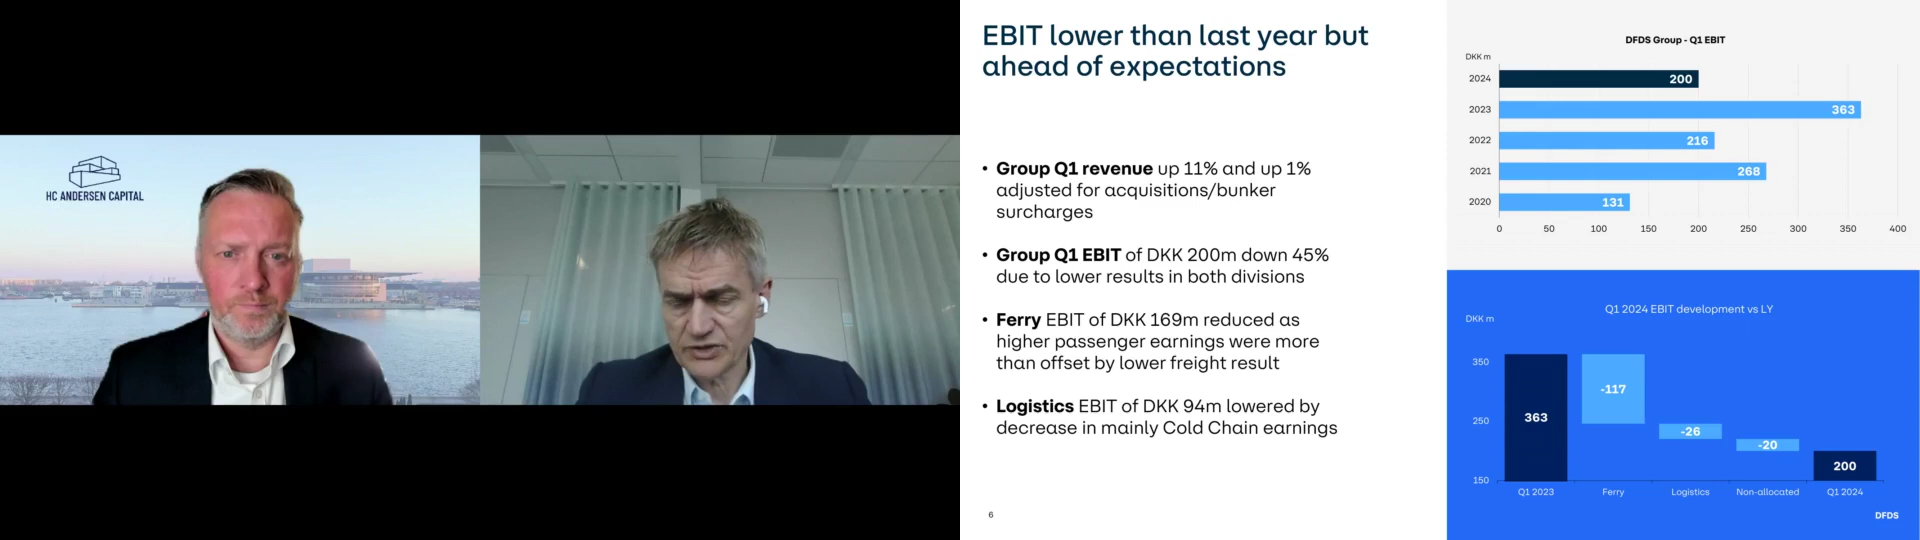 HC ANDERSEN CAPITAL
EBIT lower than last year but
ahead of expectations
• Group Q1 revenue up 11% and up 1%
adjusted for acquisitions/bunker
surcharges
• Group Q1 EBIT of DKK 200m down 45%
due to lower results in both divisions
• Ferry EBIT of DKK 169m reduced as
higher passenger earnings were more
than offset by lower freight result
• Logistics EBIT of DKK 94m lowered by
decrease in mainly Cold Chain earnings
6
DFDS Group - Q1 EBIT
DKK m
2024 200
2023 363
2022 216
2021 268
2020 131
0 50 100 150 200 250 300 350 400
Q1 2024 EBIT development vs LY
DKK m
350
250
150
363
-117
-26
-20
200
Q1 2023 Ferry Logistics Non-allocated Q1 2024
DFDS